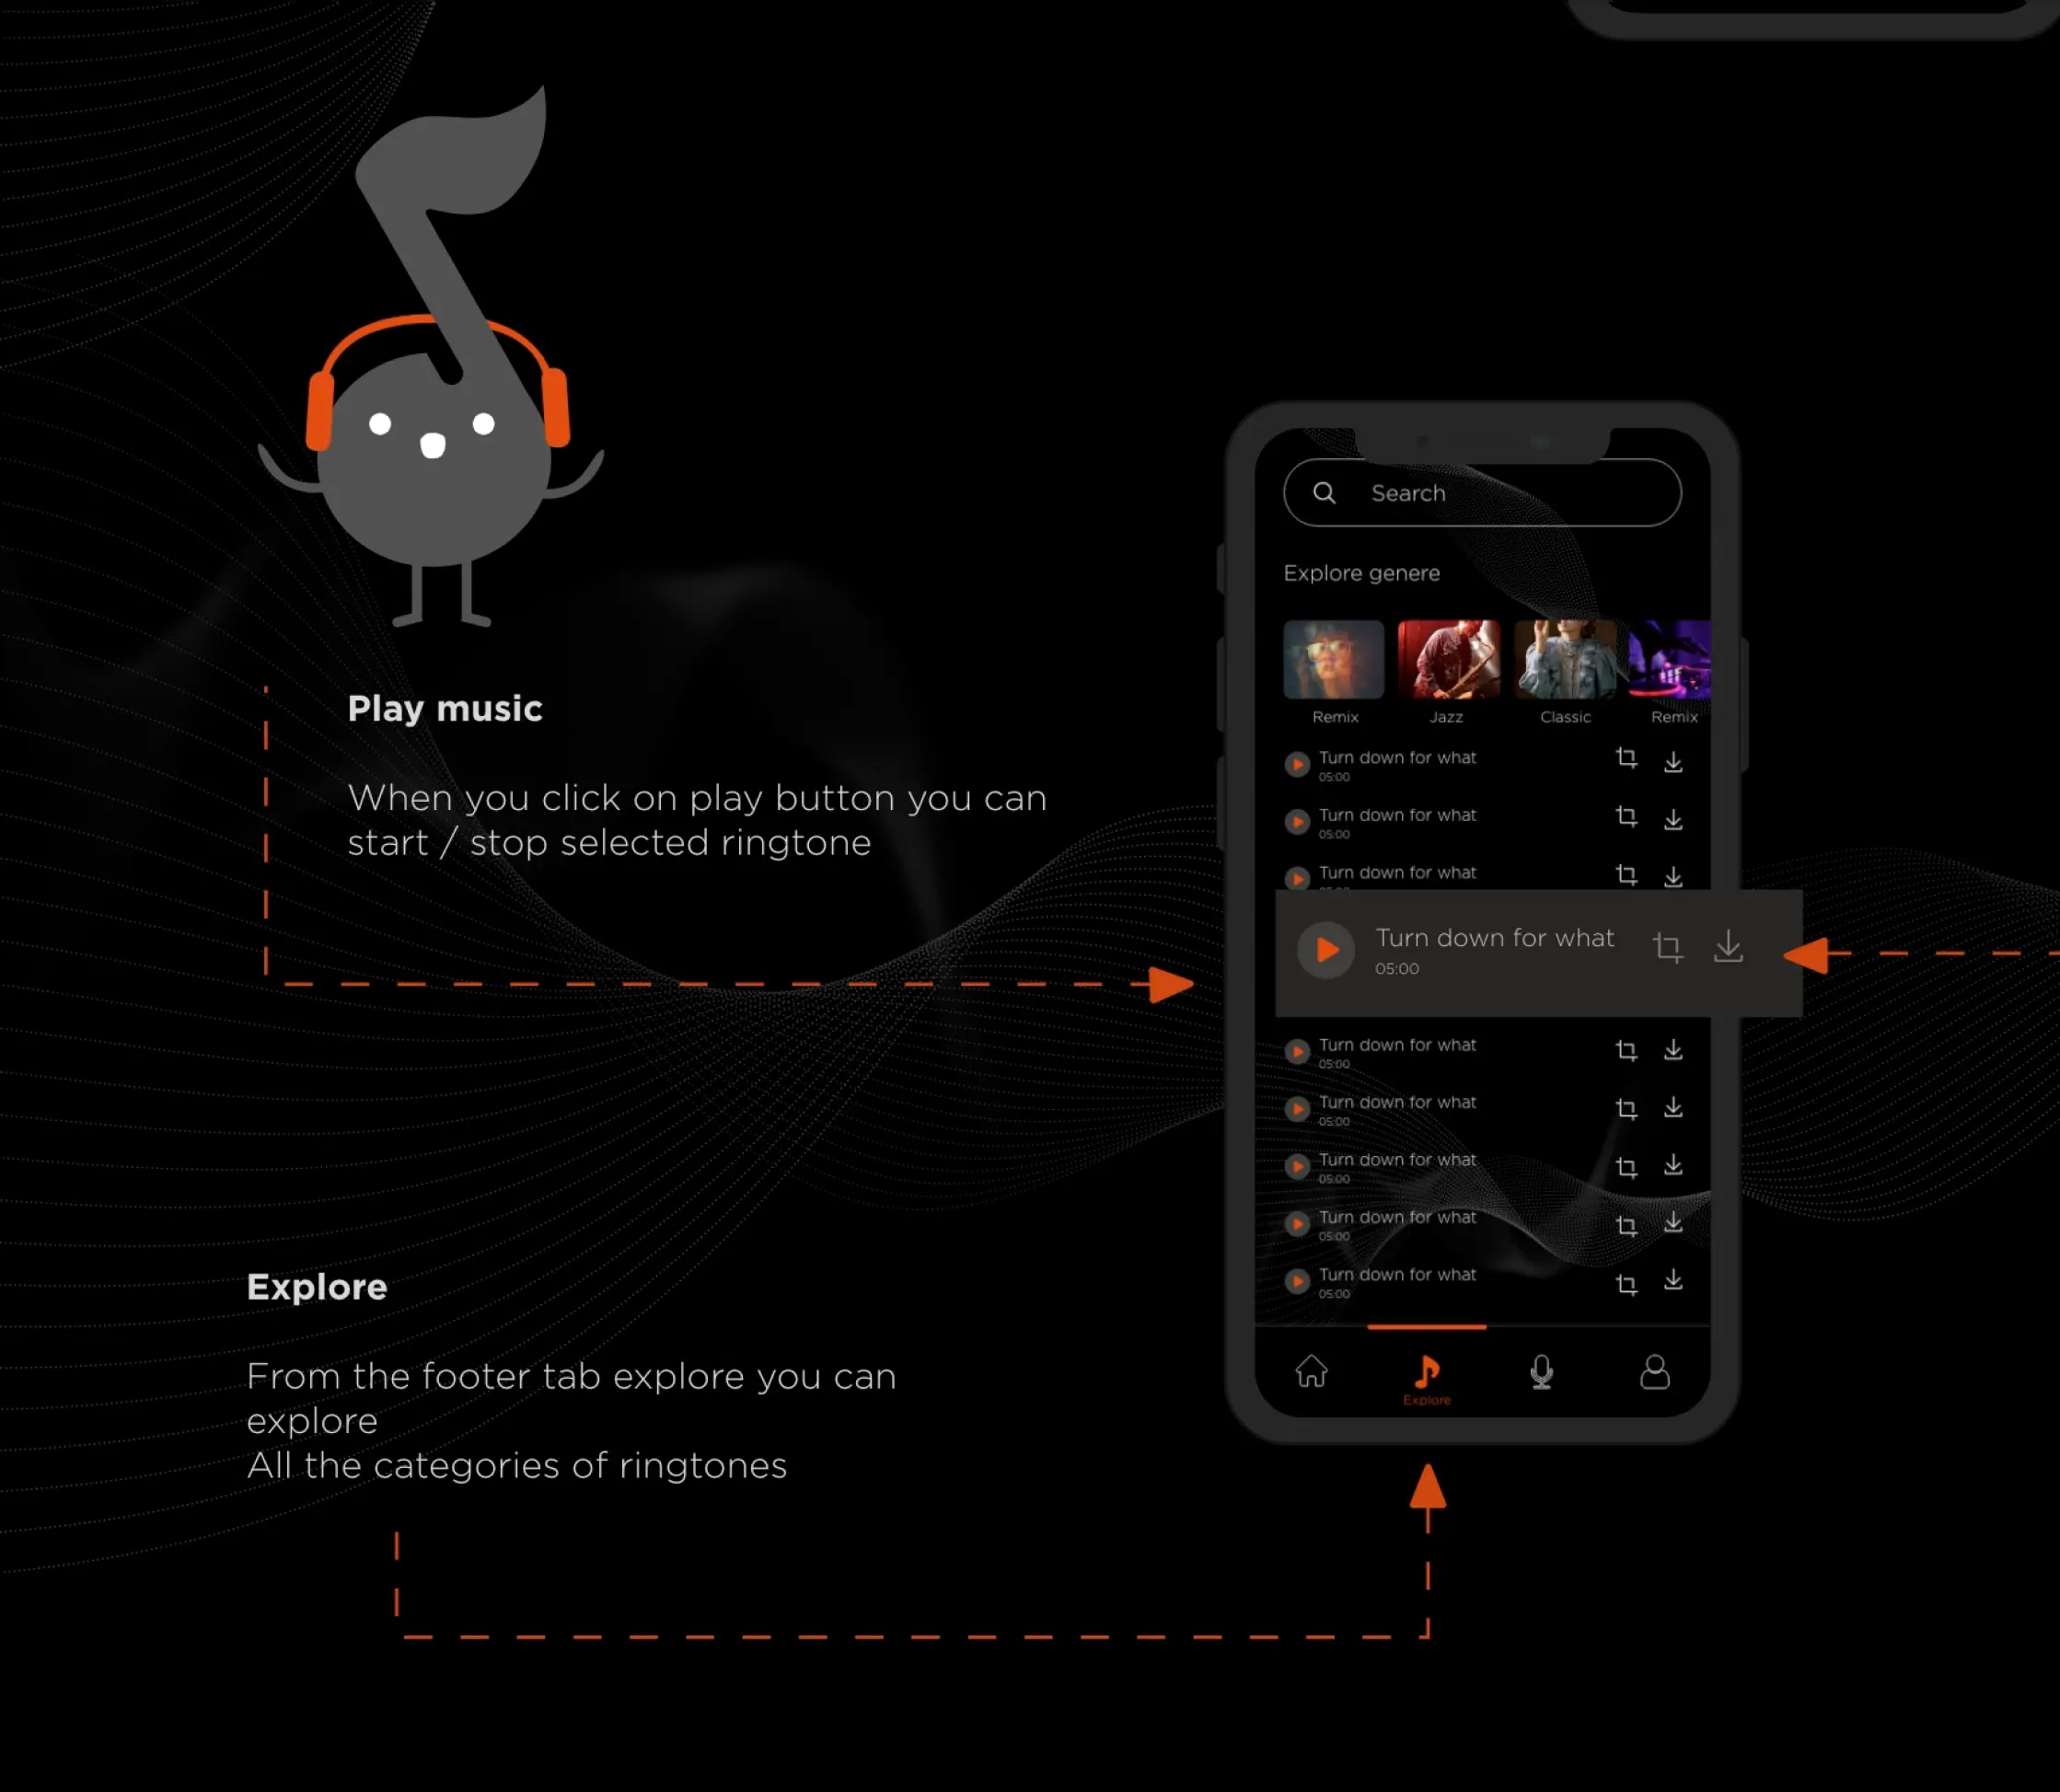 Play music
When you click on play button you can
start / stop selected ringtone
Explore
From the footer tab explore you can
explore
All the categories of ringtones
Search
Explore genere
Remix
Jazz
Classic
Remix
Turn down for what
05:00
Turn down for what
05:00
Turn down for what
Turn down for what
05:00
Turn down for what
05:00
Turn down for what
05:00
Turn down for what
05:00
Turn down for what
05:00
Turn down for what
05:00
Explore